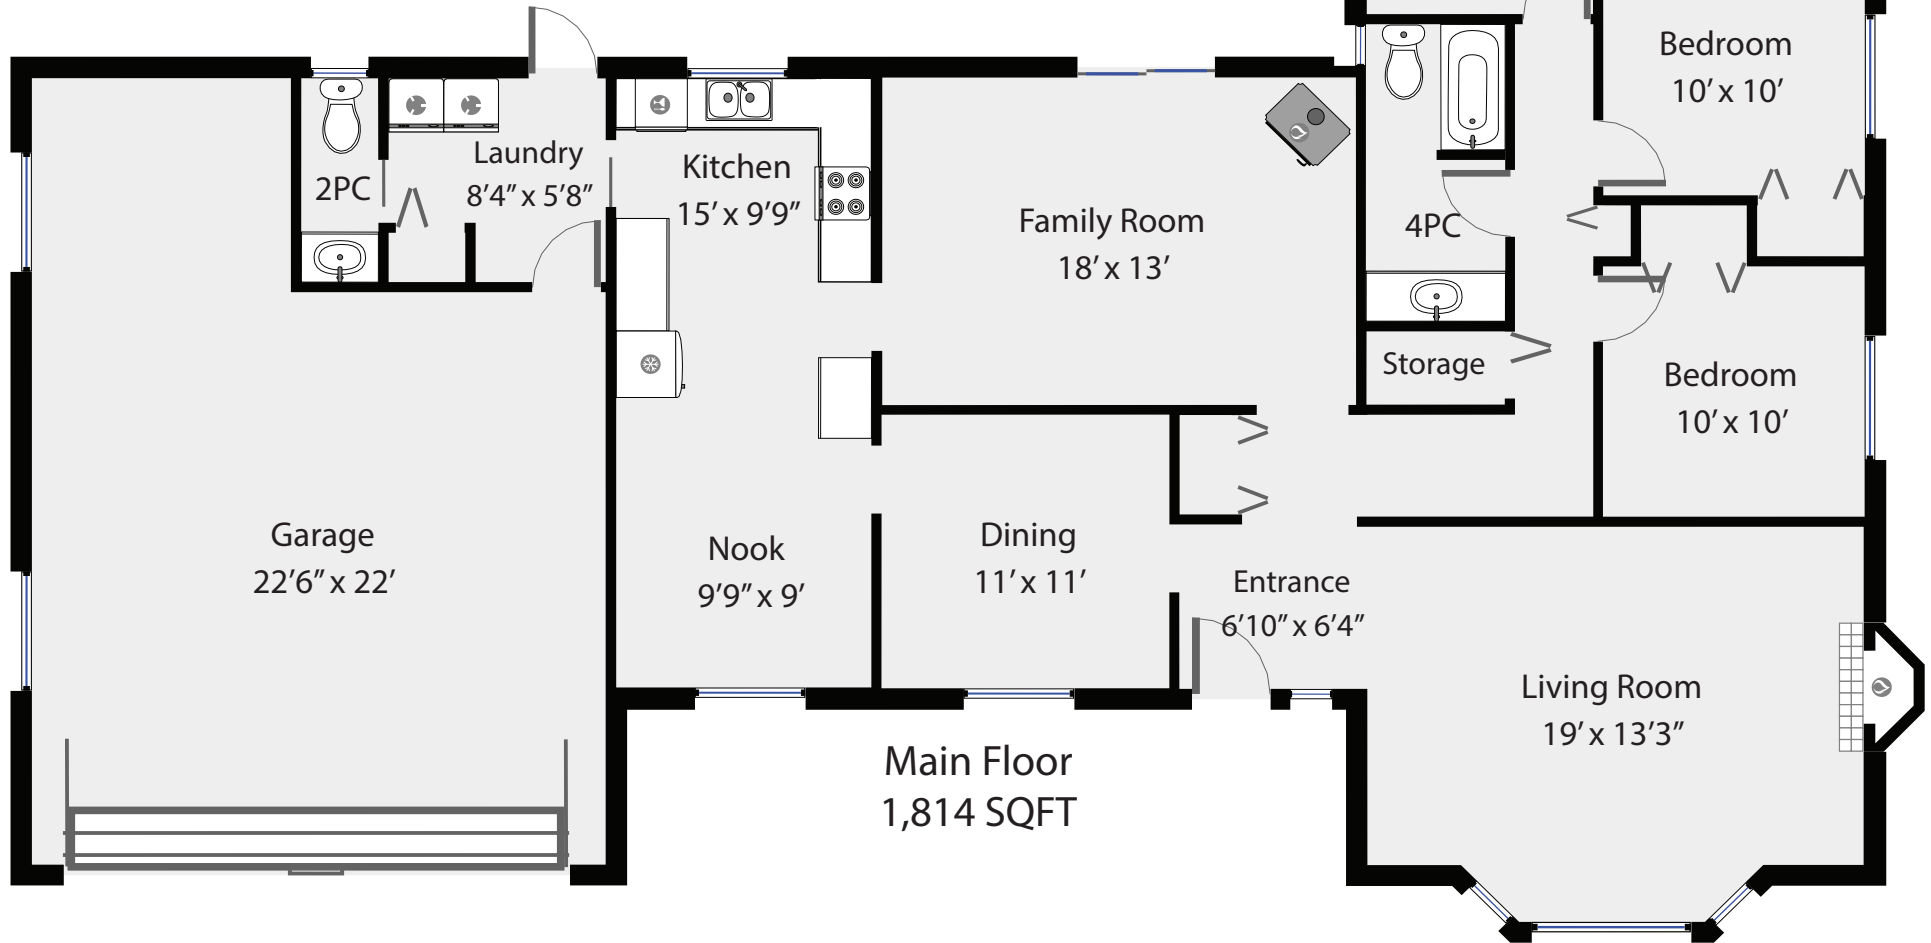 Bedroom
10’ x 10’
Laundry
8’4” x 5’8”
2PC
Kitchen
15’ x 9’9”
Family Room
18’ x 13’
4PC
Storage
Bedroom
10’ x 10’
Garage
22’6” x 22’
Nook
9’9” x 9’
Dining
11’ x 11’
Entrance
6’10” x 6’4”
Living Room
19’ x 13’3”
Main Floor
1,814 SQFT